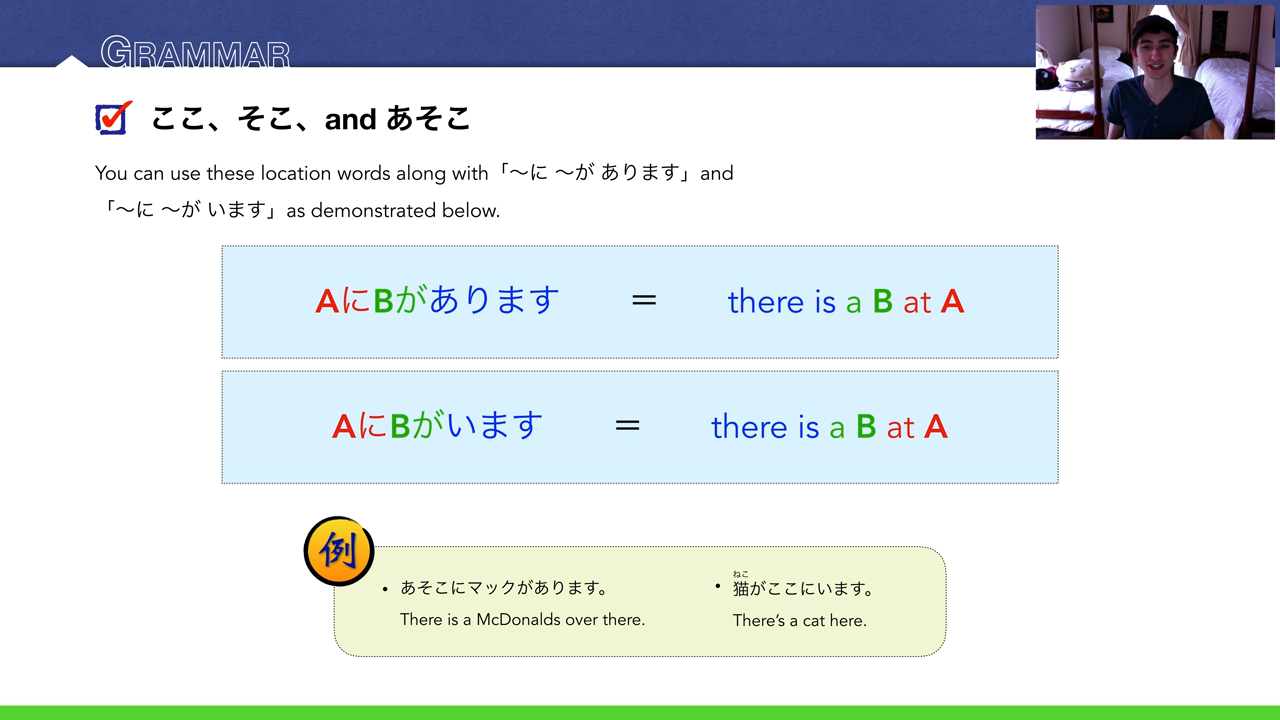 GRAMMAR
ここ、そこ、and あそこ
You can use these location words along with「〜に 〜が あります」and
「〜に 〜が います」as demonstrated below.
AにBがあります = there is a B at A
AにBがいます = there is a B at A
例
• あそこにマックがあります。
There is a McDonalds over there.
ねこ
• 猫がここにいます。
There's a cat here.